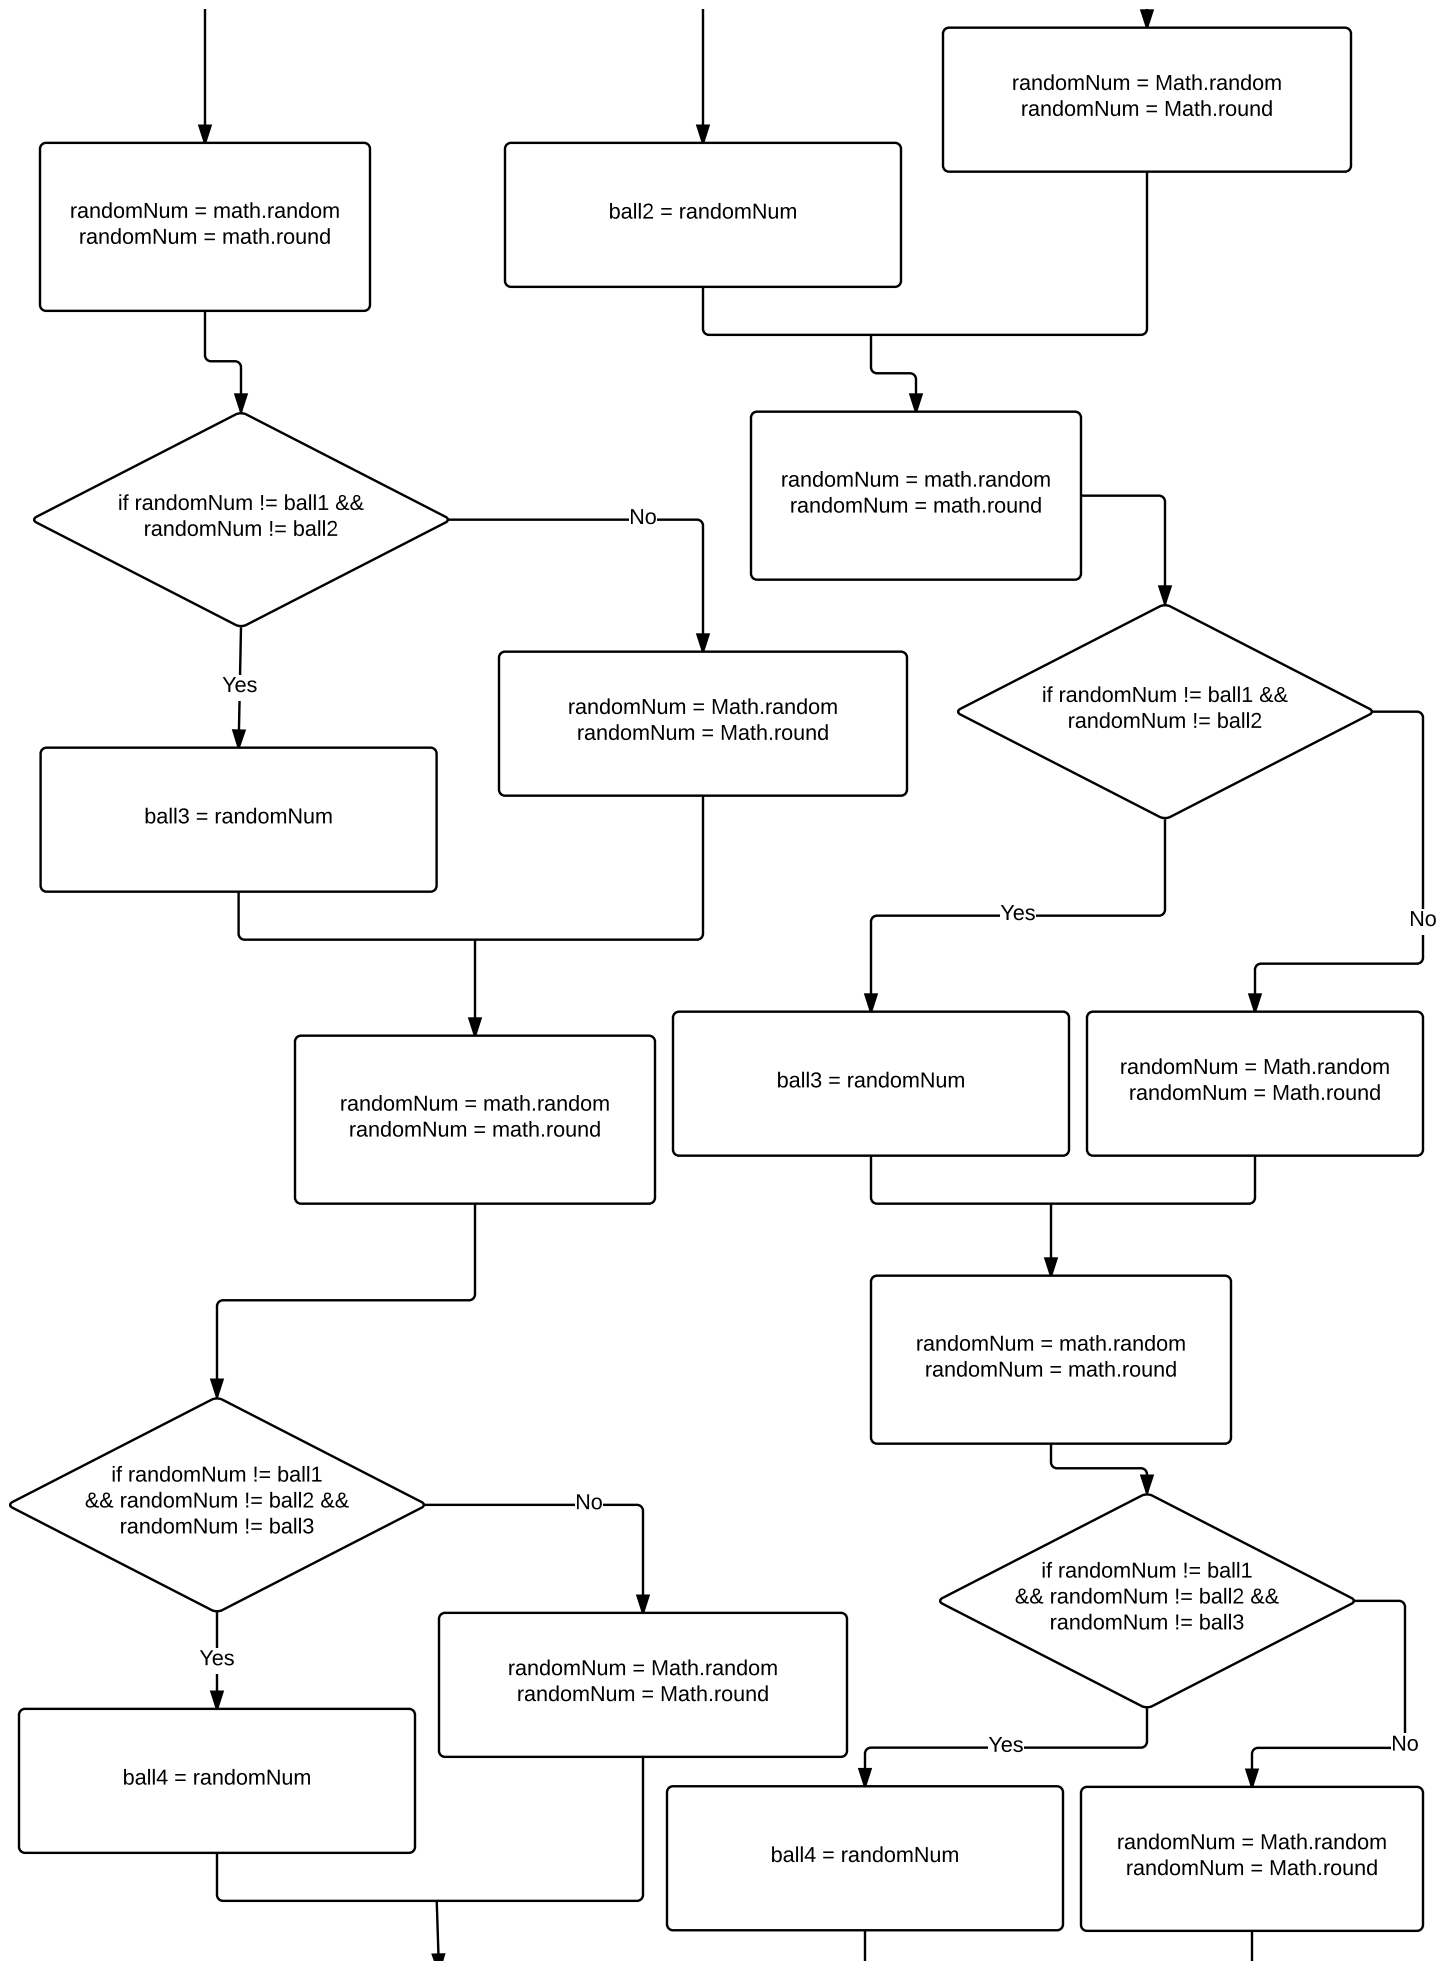 randomNum = Math.random
randomNum = Math.round
randomNum = math.random
randomNum = math.round
ball2 = randomNum
randomNum = math.random
randomNum = math.round
if randomNum != ball1 &&
randomNum != ball2
No
Yes
randomNum = Math.random
randomNum = Math.round
if randomNum != ball1 &&
randomNum != ball2
ball3 = randomNum
Yes
No
randomNum = math.random
randomNum = math.round
ball3 = randomNum
randomNum = Math.random
randomNum = Math.round
randomNum = math.random
randomNum = math.round
if randomNum != ball1
&& randomNum != ball2 &&
randomNum != ball3
No
if randomNum != ball1
&& randomNum != ball2 &&
randomNum != ball3
Yes
randomNum = Math.random
randomNum = Math.round
Yes
No
ball4 = randomNum
ball4 = randomNum
randomNum = Math.random
randomNum = Math.round